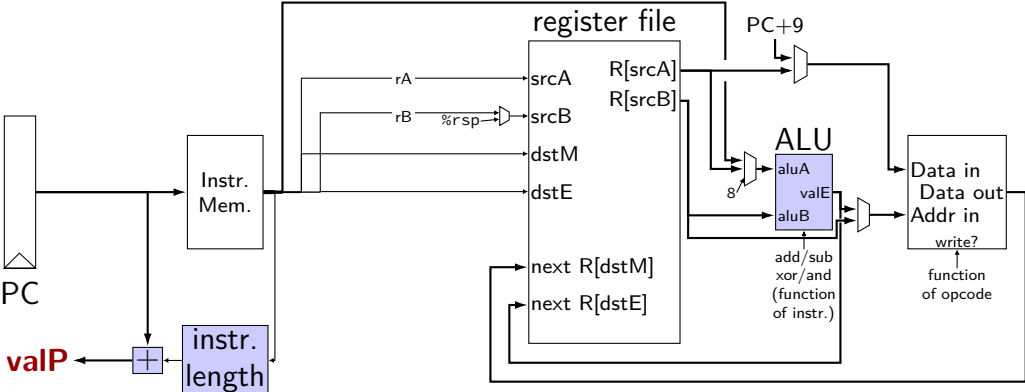 register file
PC+9
rA
srcA
R[srcA]
R[srcB]
rB
%rsp
srcB
ALU
Instr.
Mem.
dstM
dstE
8
aluA
valE
aluB
Data in
Data out
Addr in
write?
add/sub
xor/and
(function
of instr.)
function
of opcode
next R[dstM]
next R[dstE]
PC
valP
+
instr.
length